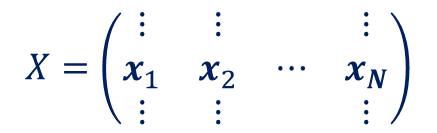 ⋮ ⋮ ⋮
X = ( x₁ x₂ ⋯ x_N )
⋮ ⋮ ⋮